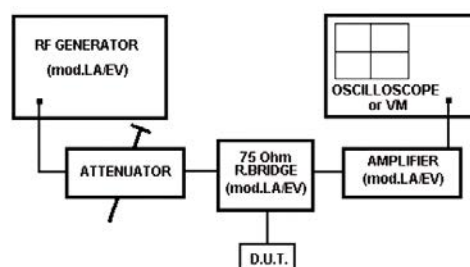 RF GENERATOR
(mod.LA/EV)
OSCILLOSCOPE
or VM
ATTENUATOR
75 Ohm
R.BRIDGE
(mod.LA/EV)
AMPLIFIER
(mod.LA/EV)
D.U.T.